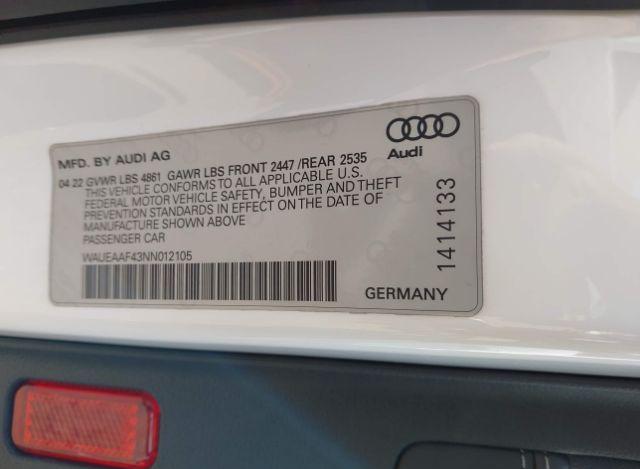 MFD. BY AUDI AG
04 22 GVWR LBS 4861 GAWR LBS FRONT 2447 /REAR 2535
THIS VEHICLE CONFORMS TO ALL APPLICABLE U.S.
FEDERAL MOTOR VEHICLE SAFETY, BUMPER AND THEFT
PREVENTION STANDARDS IN EFFECT ON THE DATE OF
MANUFACTURE SHOWN ABOVE
PASSENGER CAR
WAUEAAF43NN012105
Audi
1414133
GERMANY